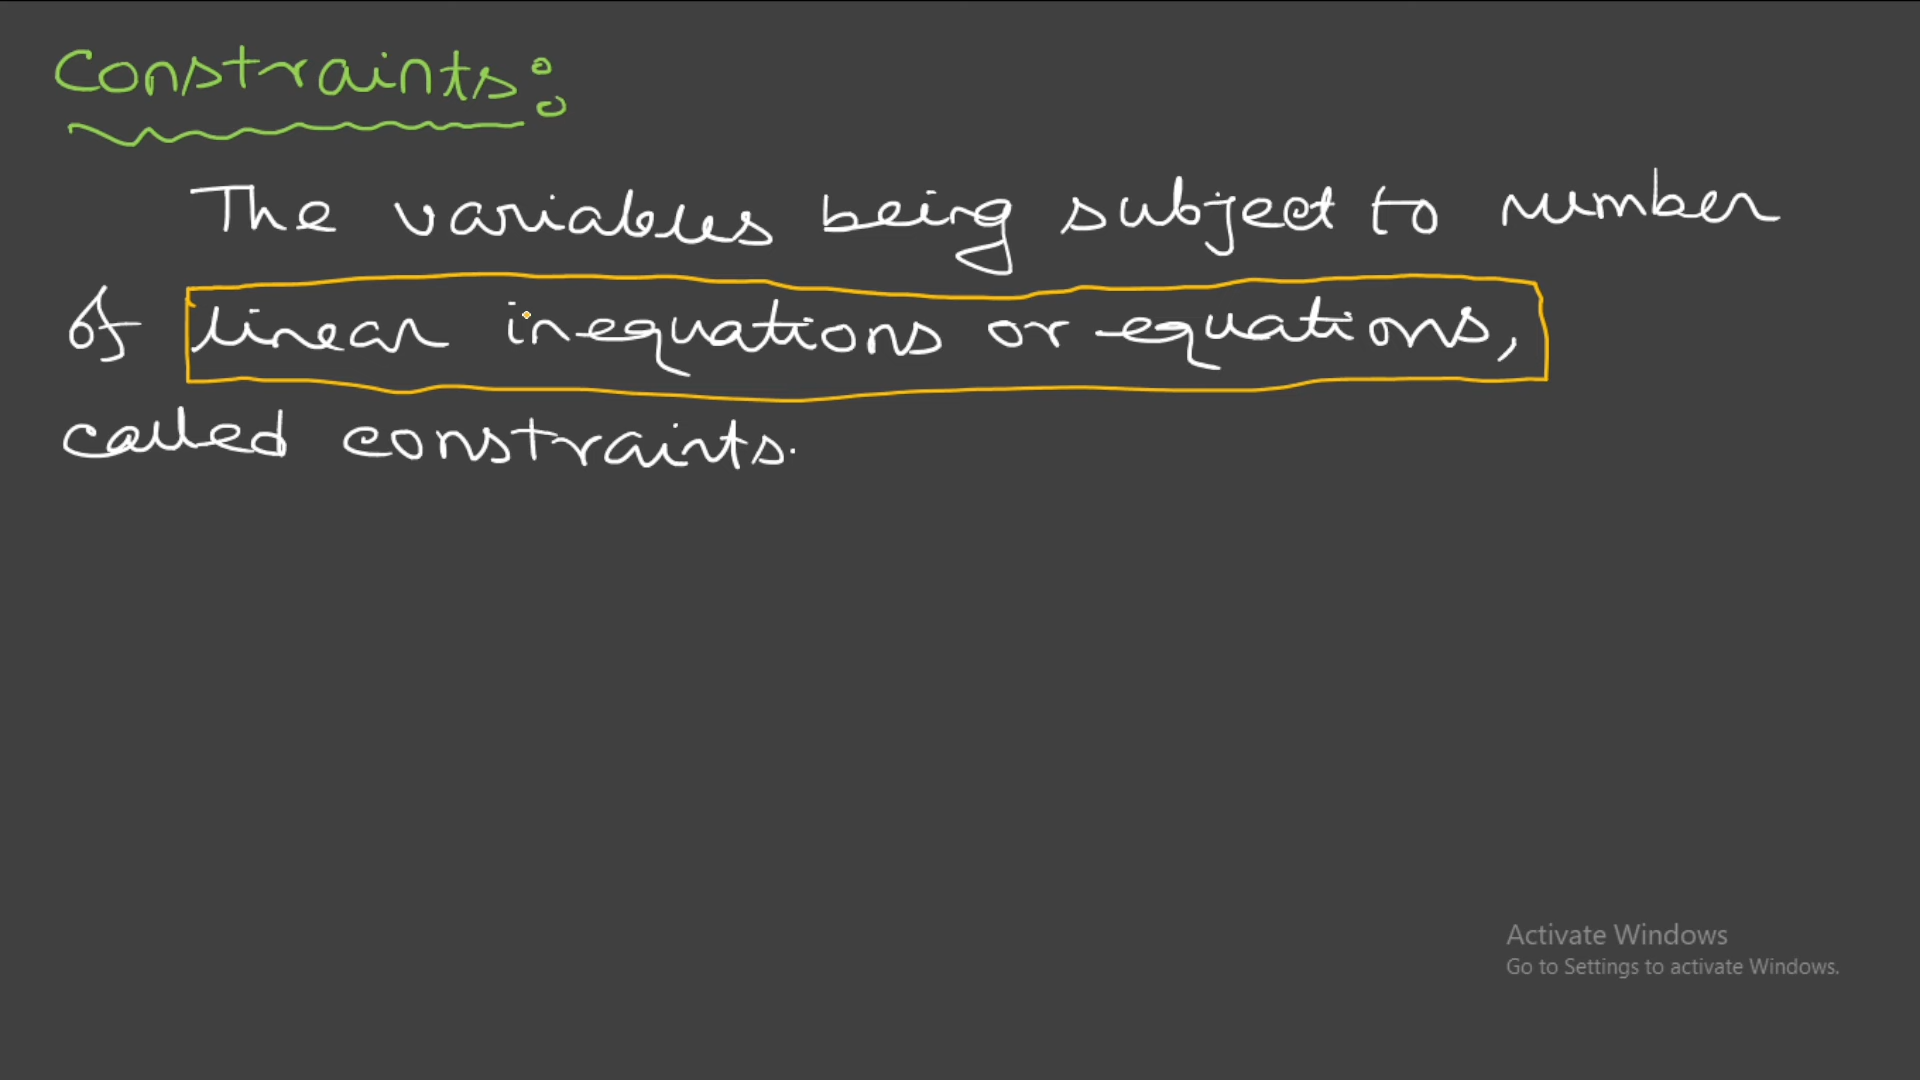 Constraints:
The variables being subject to number
of linear inequations or equations,
called constraints.
Activate Windows
Go to Settings to activate Windows.